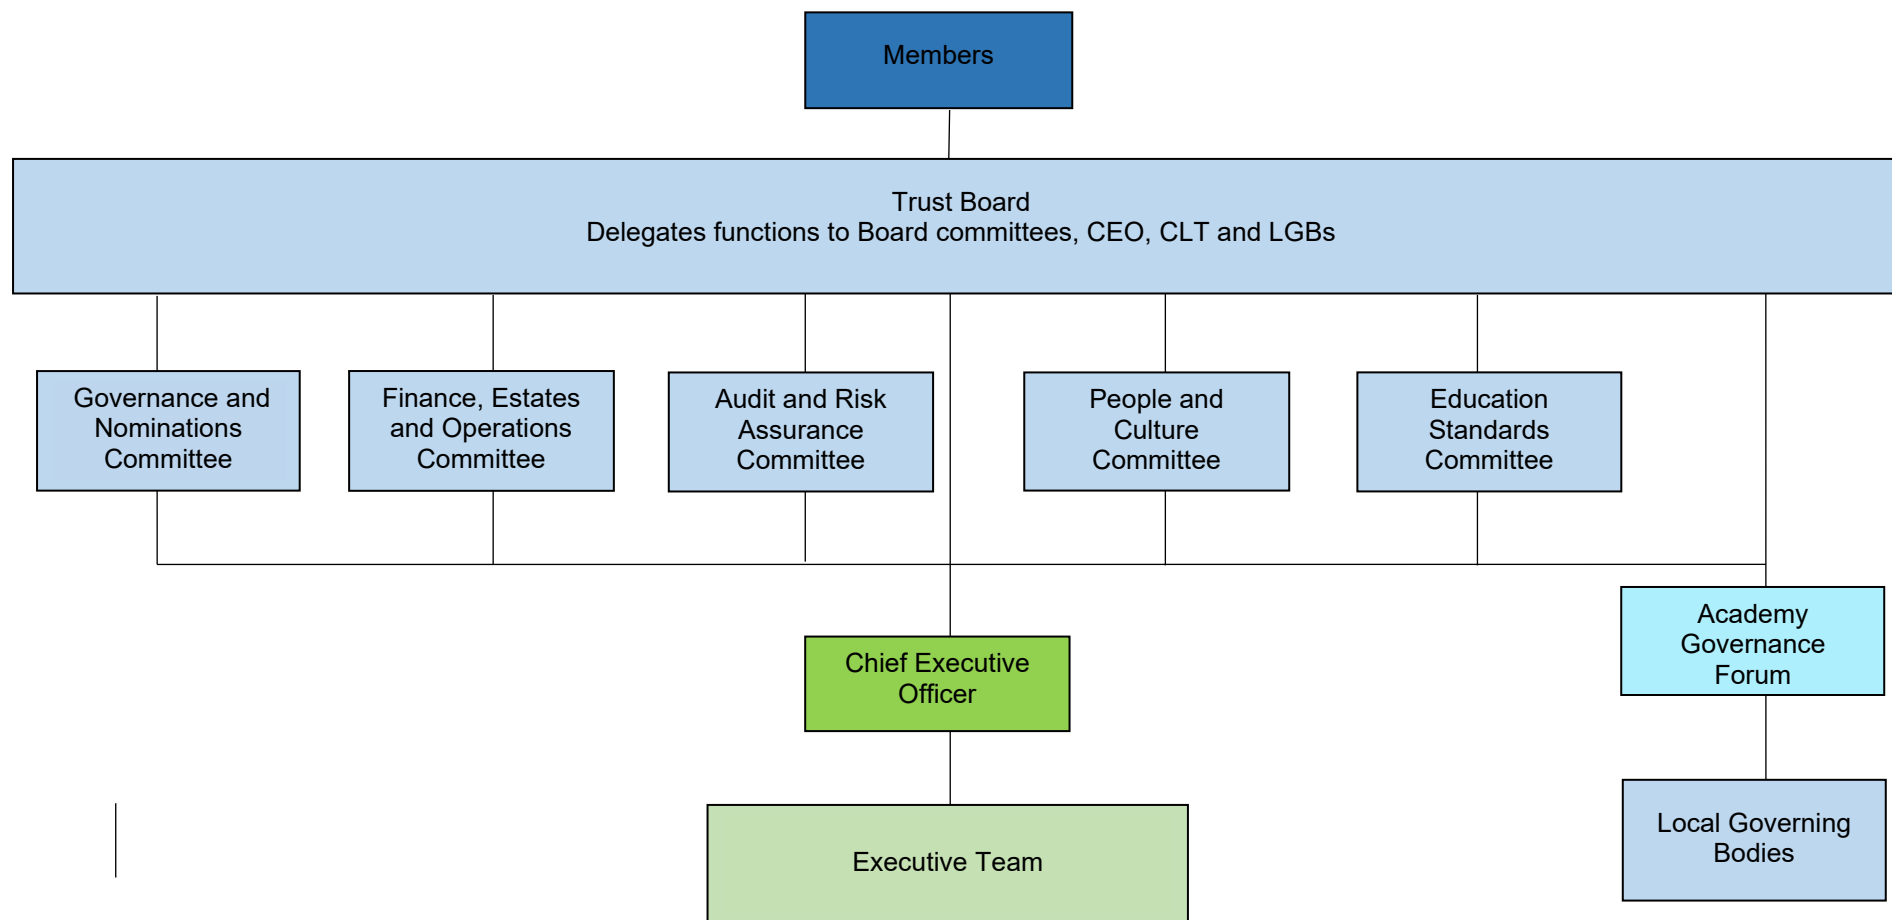 Members
Trust Board
Delegates functions to Board committees, CEO, CLT and LGBs
Governance and
Nominations
Committee
Finance, Estates
and Operations
Committee
Audit and Risk
Assurance
Committee
People and
Culture
Committee
Education
Standards
Committee
Academy
Governance
Forum
Chief Executive
Officer
Local Governing
Bodies
Executive Team